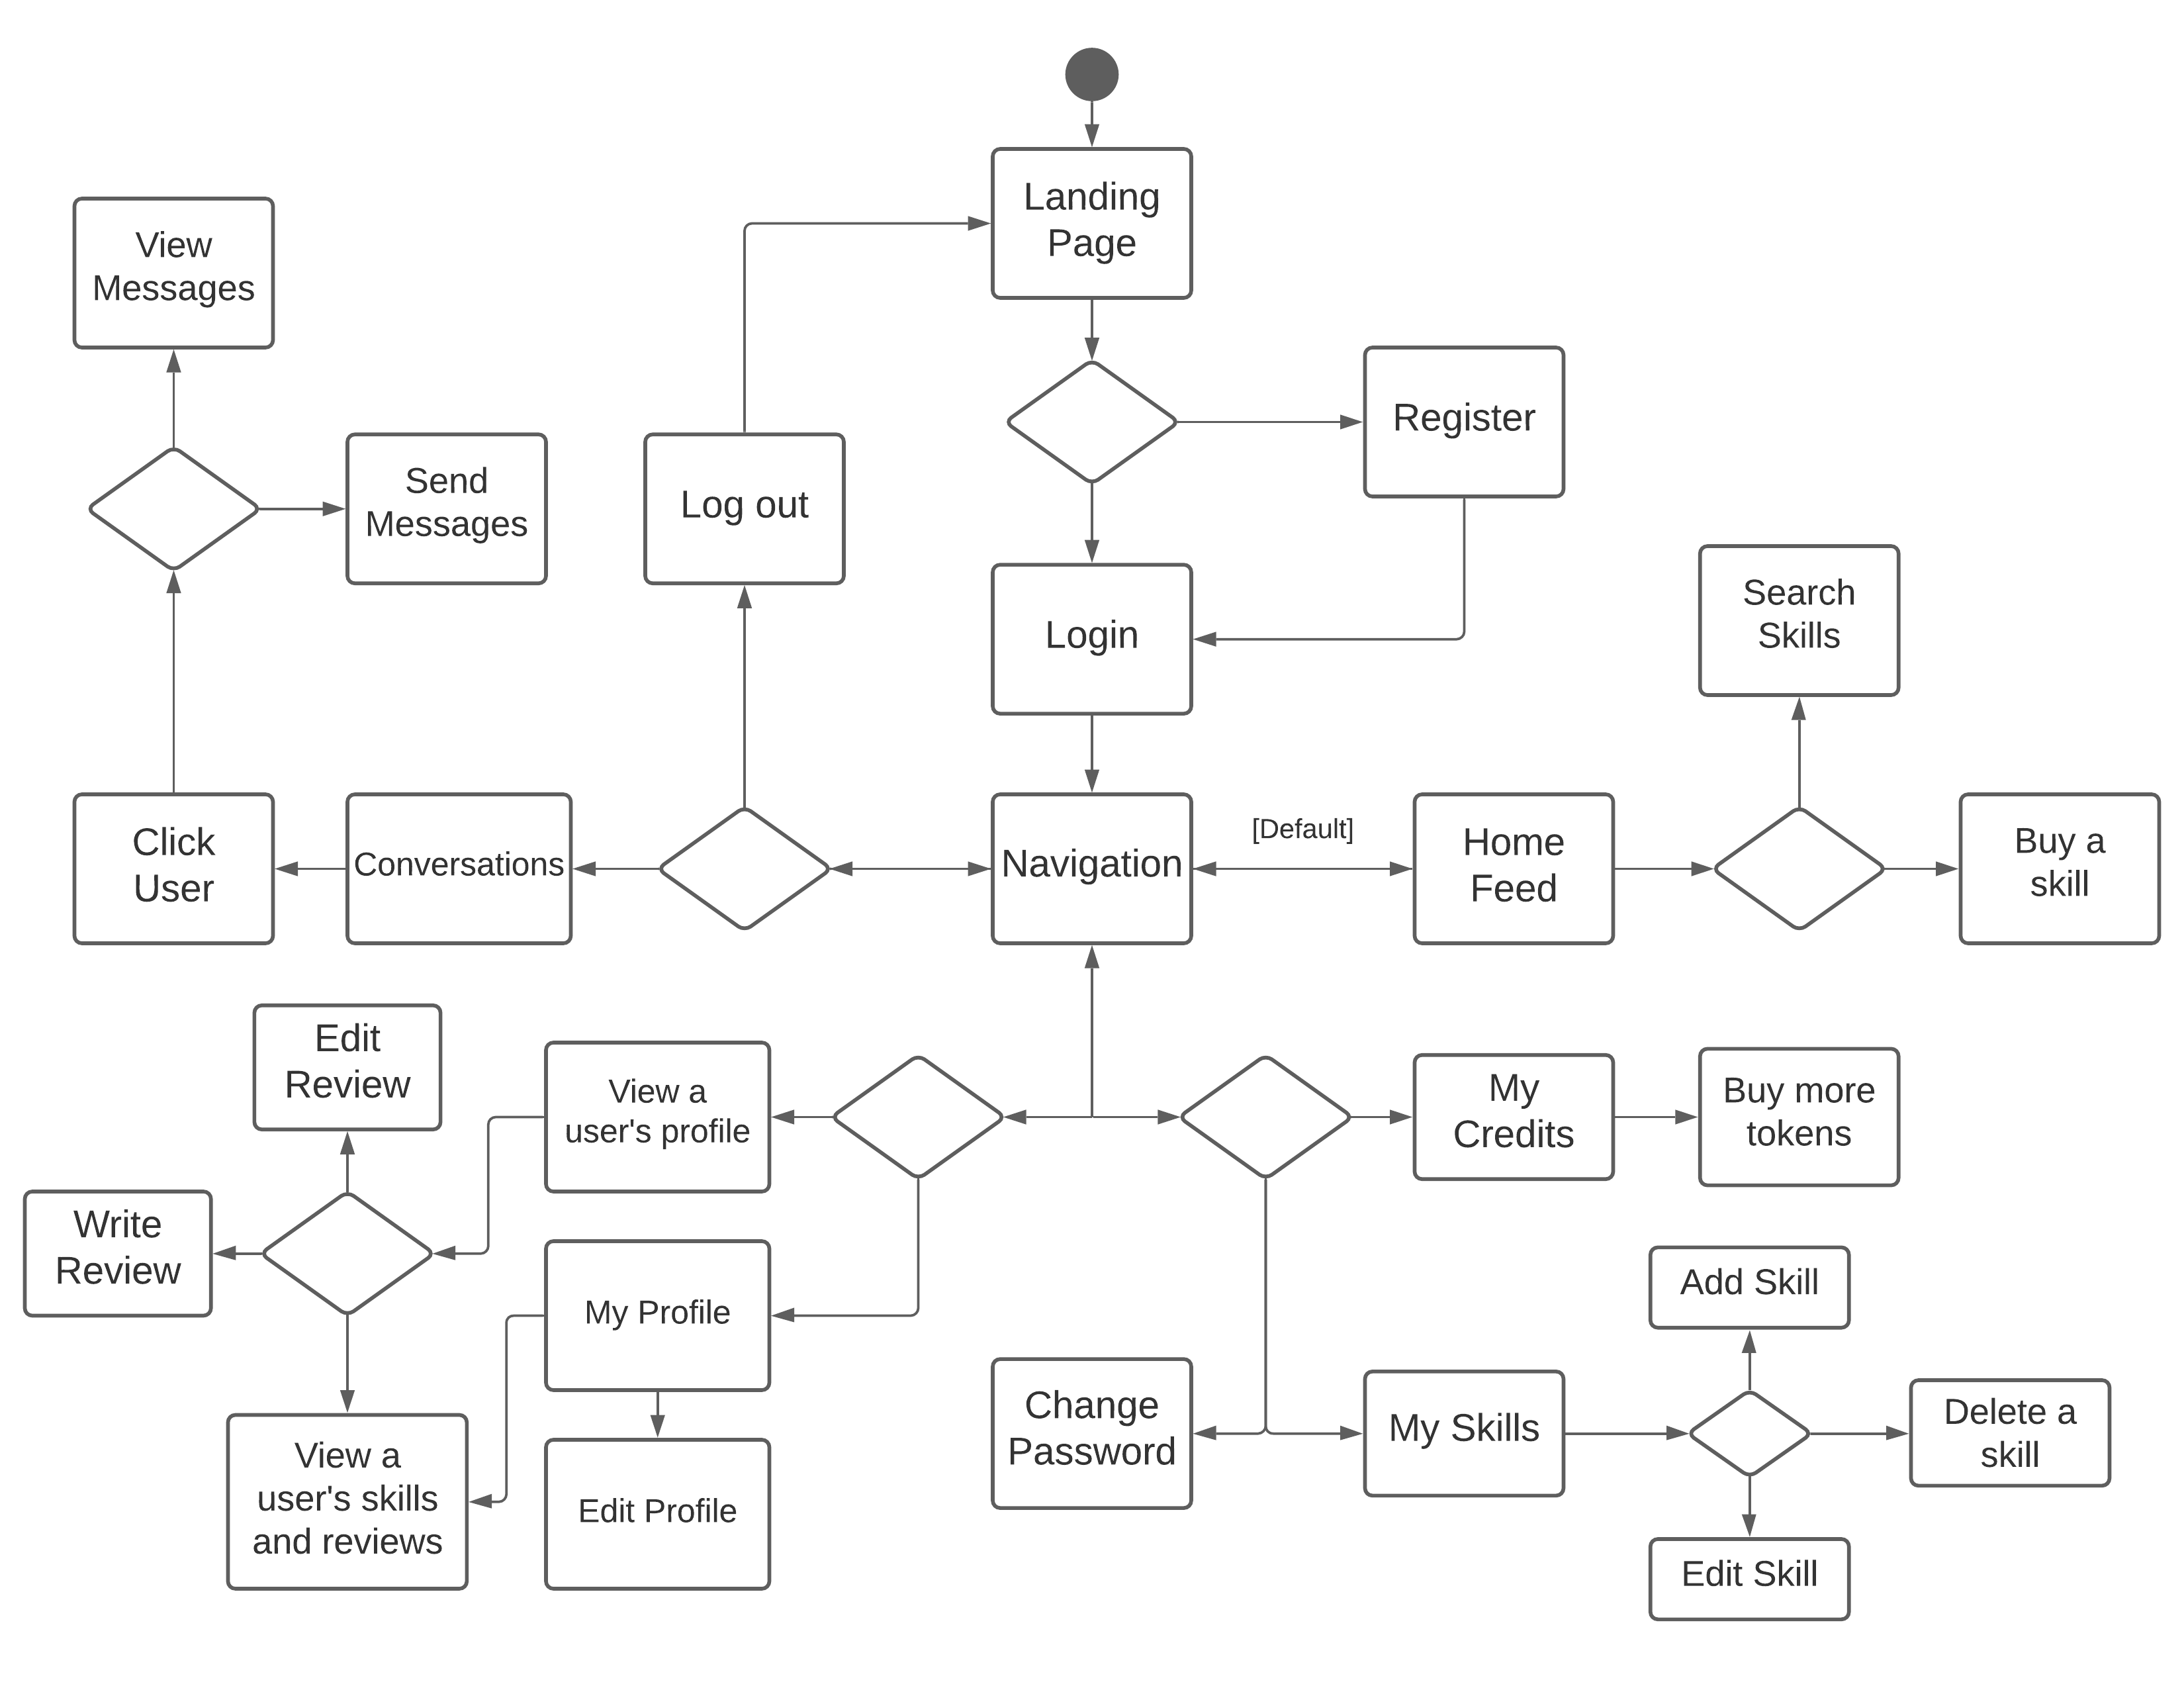 Landing
Page
View
Messages
Register
Send
Messages
Log out
Login
Search
Skills
Click
User
Conversations
Navigation
[Default]
Home
Feed
Buy a
skill
Edit
Review
View a
user's profile
My
Credits
Buy more
tokens
Write
Review
My Profile
Add Skill
Change
Password
My Skills
Delete a
skill
View a
user's skills
and reviews
Edit Profile
Edit Skill